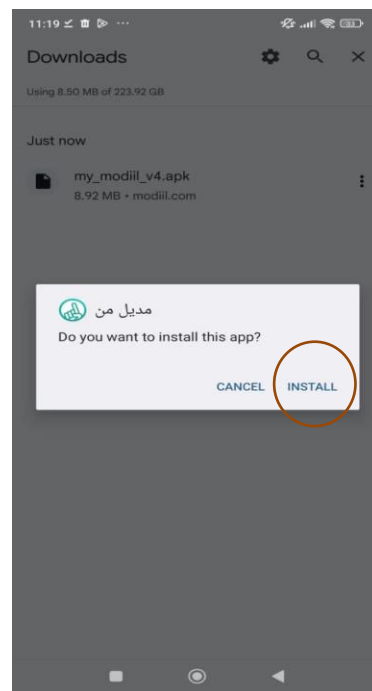 11:19
Downloads
Using 8.50 MB of 223.92 GB
Just now
my_modiil_v4.apk
8.92 MB • modiil.com
مدیل من
Do you want to install this app?
CANCEL INSTALL